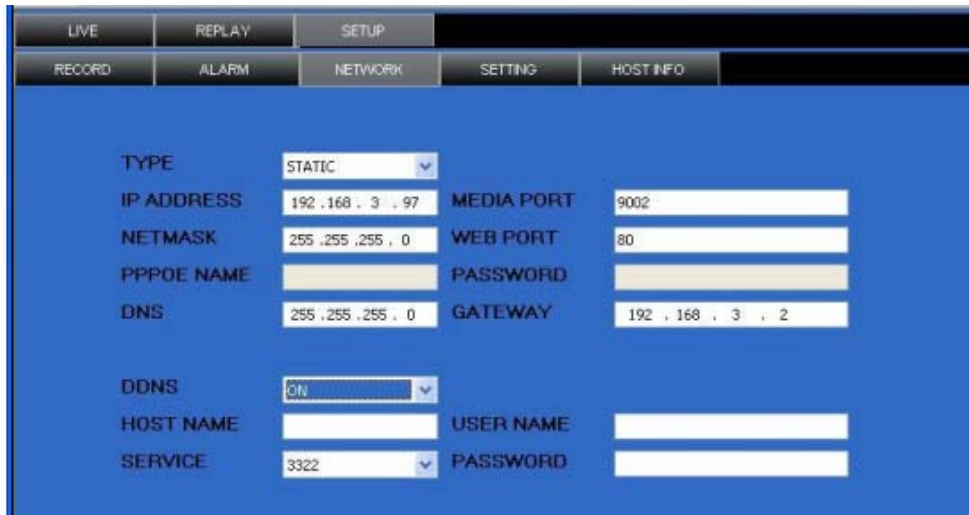 LIVE REPLAY SETUP
RECORD ALARM NETWORK SETTING HOST INFO
TYPE STATIC
IP ADDRESS 192 .168 . 3 . 97 MEDIA PORT 9002
NETMASK 255 .255 .255 . 0 WEB PORT 80
PPPOE NAME PASSWORD
DNS 255 .255 .255 . 0 GATEWAY 192 . 168 . 3 . 2
DDNS ON
HOST NAME USER NAME
SERVICE 3322 PASSWORD